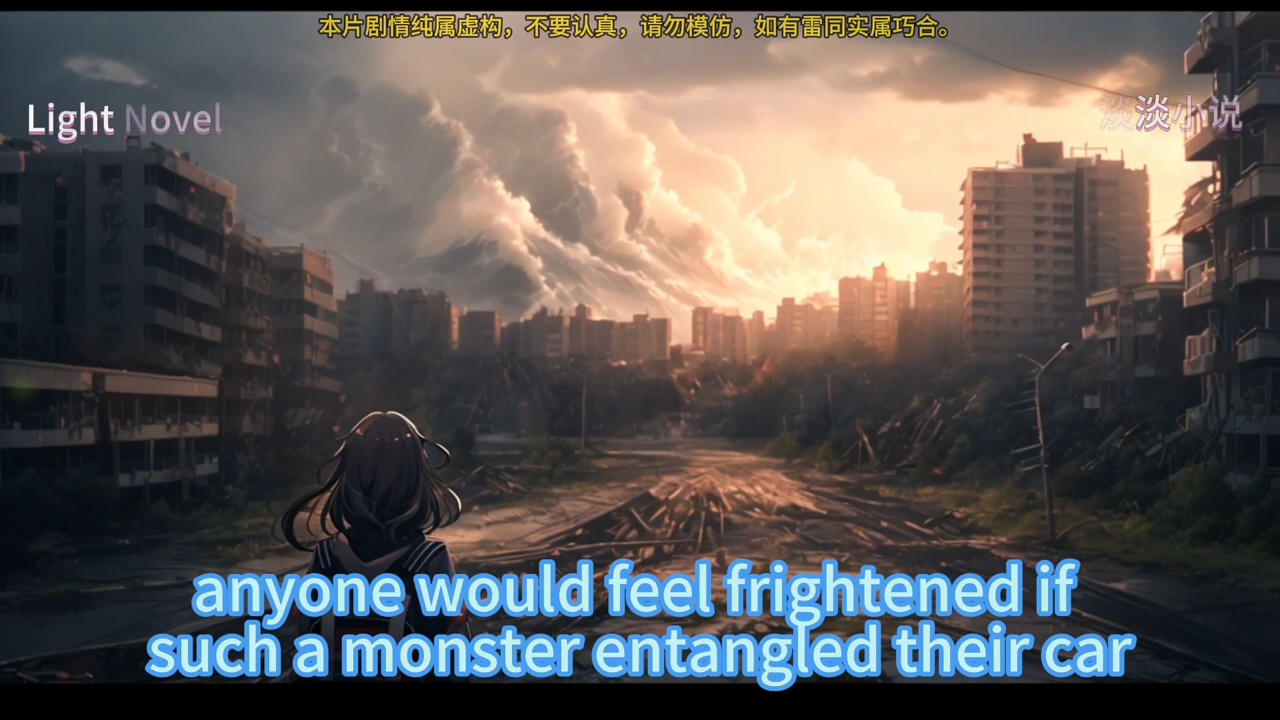 本片剧情纯属虚构，不要认真，请勿模仿，如有雷同实属巧合。
Light Novel
淡淡小说
anyone would feel frightened if
such a monster entangled their car